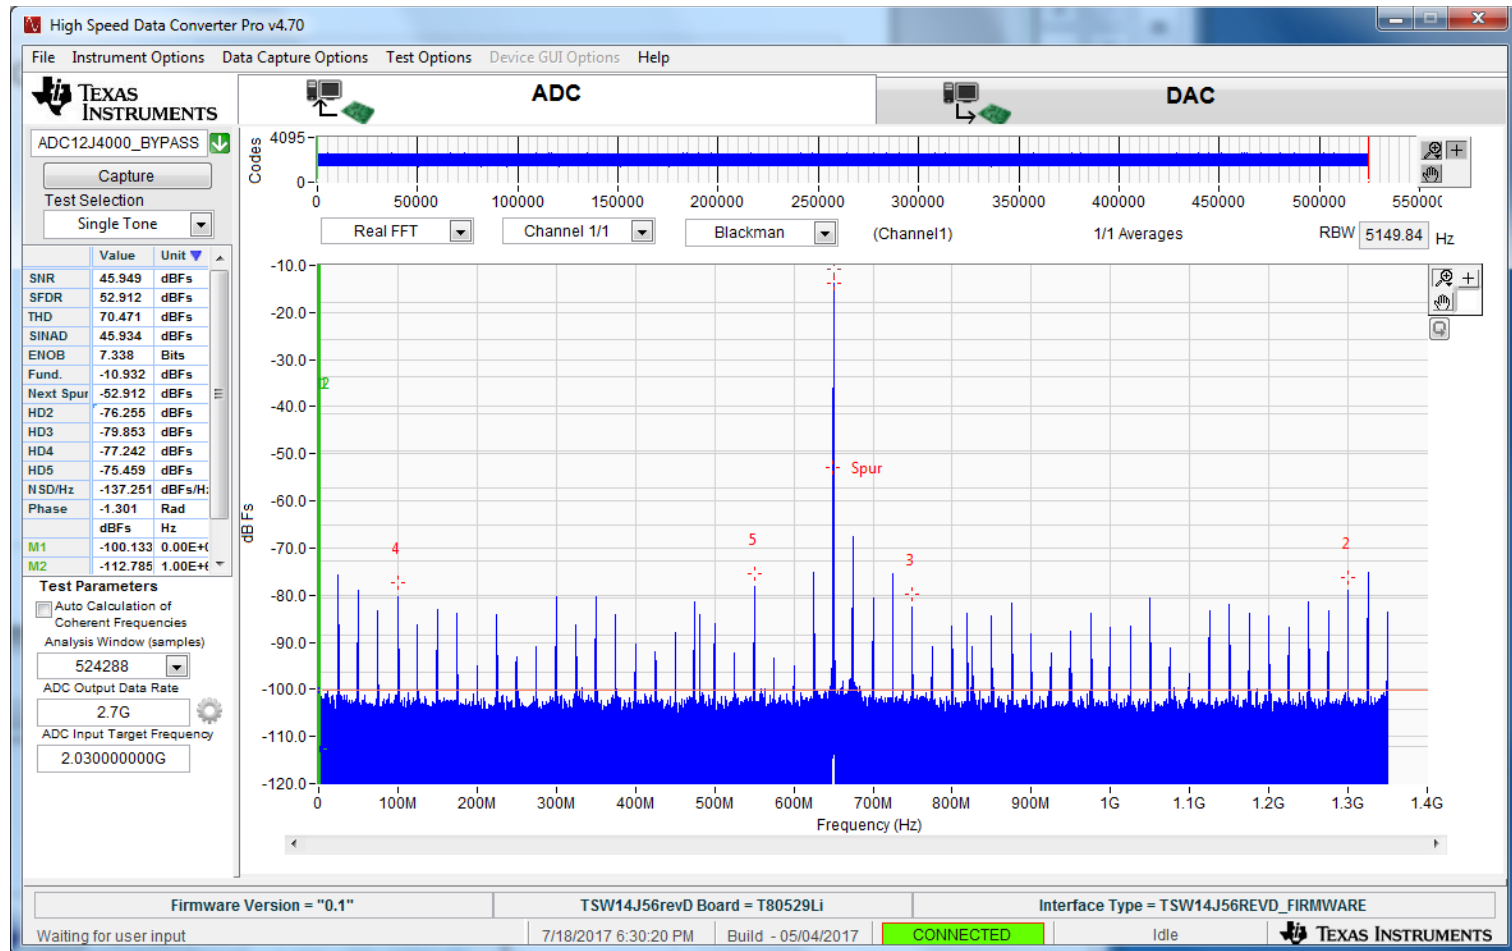 High Speed Data Converter Pro v4.70
File Instrument Options Data Capture Options Test Options Device GUI Options Help
TEXAS INSTRUMENTS
ADC
DAC
ADC12J4000_BYPASS
Capture
Test Selection
Single Tone
Codes
4095
0
0 50000 100000 150000 200000 250000 300000 350000 400000 450000 500000 55000
Real FFT Channel 1/1 Blackman (Channel1) 1/1 Averages RBW 5149.84 Hz
Value Unit
SNR 45.949 dBFs
SFDR 52.912 dBFs
THD 70.471 dBFs
SINAD 45.934 dBFs
ENOB 7.338 Bits
Fund. -10.932 dBFs
Next Spur -52.912 dBFs
HD2 -76.255 dBFs
HD3 -79.853 dBFs
HD4 -77.242 dBFs
HD5 -75.459 dBFs
NSD/Hz -137.251 dBFs/H
Phase -1.301 Rad
dBFs Hz
M1 -100.133 0.00E+
M2 -112.785 1.00E+
Test Parameters
Auto Calculation of
Coherent Frequencies
Analysis Window (samples)
524288
ADC Output Data Rate
2.7G
ADC Input Target Frequency
2.030000000G
dB Fs
-10.0
-20.0
-30.0
-40.0
-50.0
-60.0
-70.0
-80.0
-90.0
-100.0
-110.0
-120.0
2
Spur
4
5
3
2
0 100M 200M 300M 400M 500M 600M 700M 800M 900M 1G 1.1G 1.2G 1.3G 1.4G
Frequency (Hz)
Firmware Version = "0.1" TSW14J56revD Board = T80529Li Interface Type = TSW14J56REVD_FIRMWARE
Waiting for user input 7/18/2017 6:30:20 PM Build - 05/04/2017 CONNECTED Idle TEXAS INSTRUMENTS